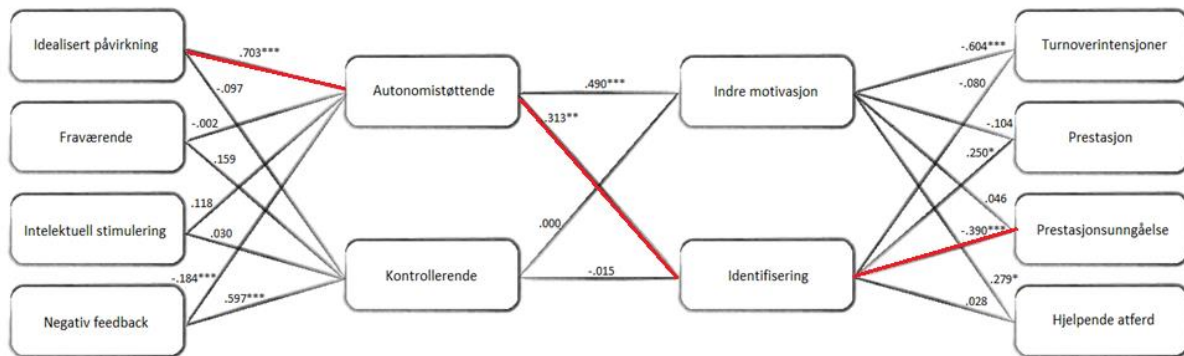 Idealisert påvirkning
Fraværende
Intelektuell stimulering
Negativ feedback
.703***
-.097
-.002
.159
.118
.030
-.184***
.597***
Autonomistøttende
Kontrollerende
.490***
.313**
.000
-.015
Indre motivasjon
Identifisering
-.604***
-.080
-.104
.250*
.046
-.390***
.279*
.028
Turnoverintensjoner
Prestasjon
Prestasjonsunngåelse
Hjelpende atferd